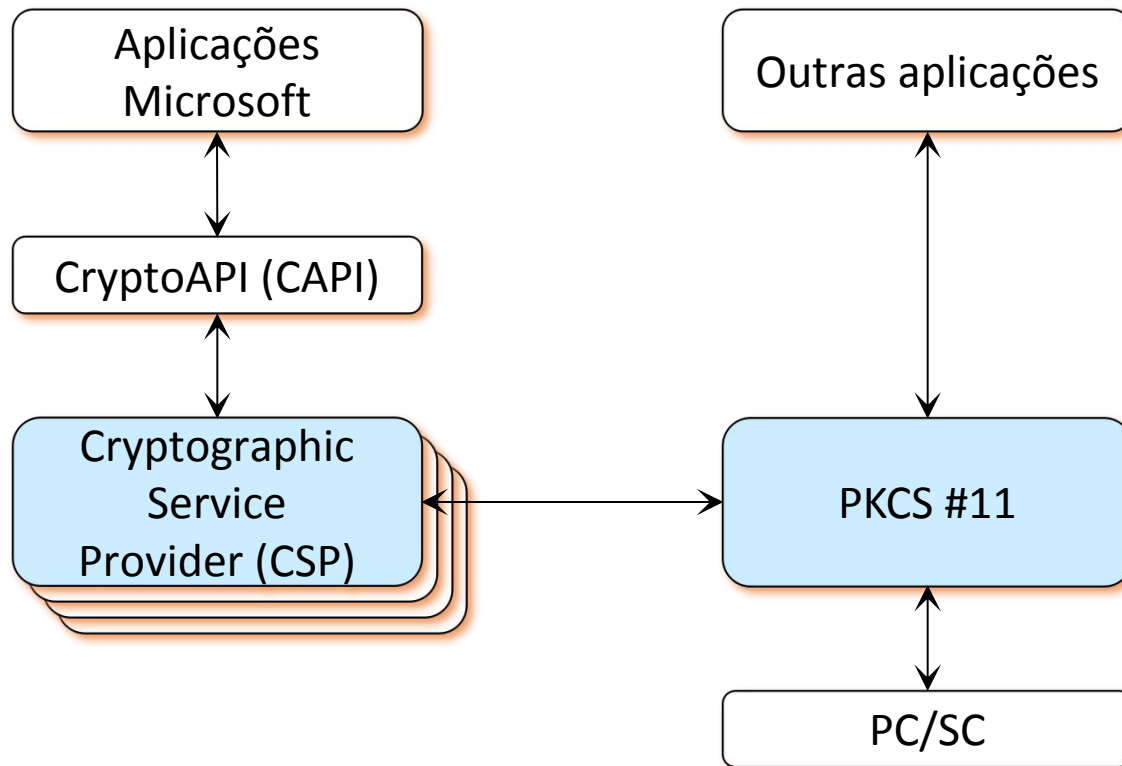 Aplicações
Microsoft
Outras aplicações
CryptoAPI (CAPI)
Cryptographic
Service
Provider (CSP)
PKCS #11
PC/SC